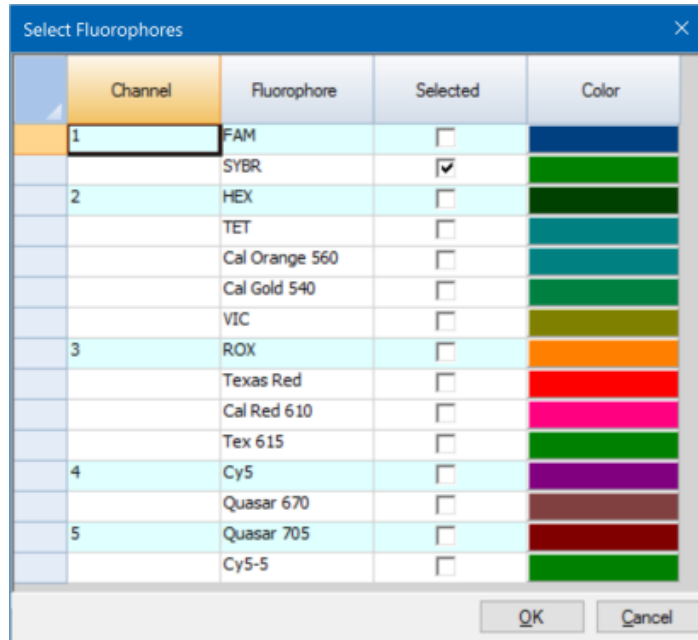 Select Fluorophores
Channel Fluorophore Selected Color
1 FAM
SYBR
2 HEX
TET
Cal Orange 560
Cal Gold 540
VIC
3 ROX
Texas Red
Cal Red 610
Tex 615
4 Cy5
Quasar 670
5 Quasar 705
Cy5-5
OK Cancel